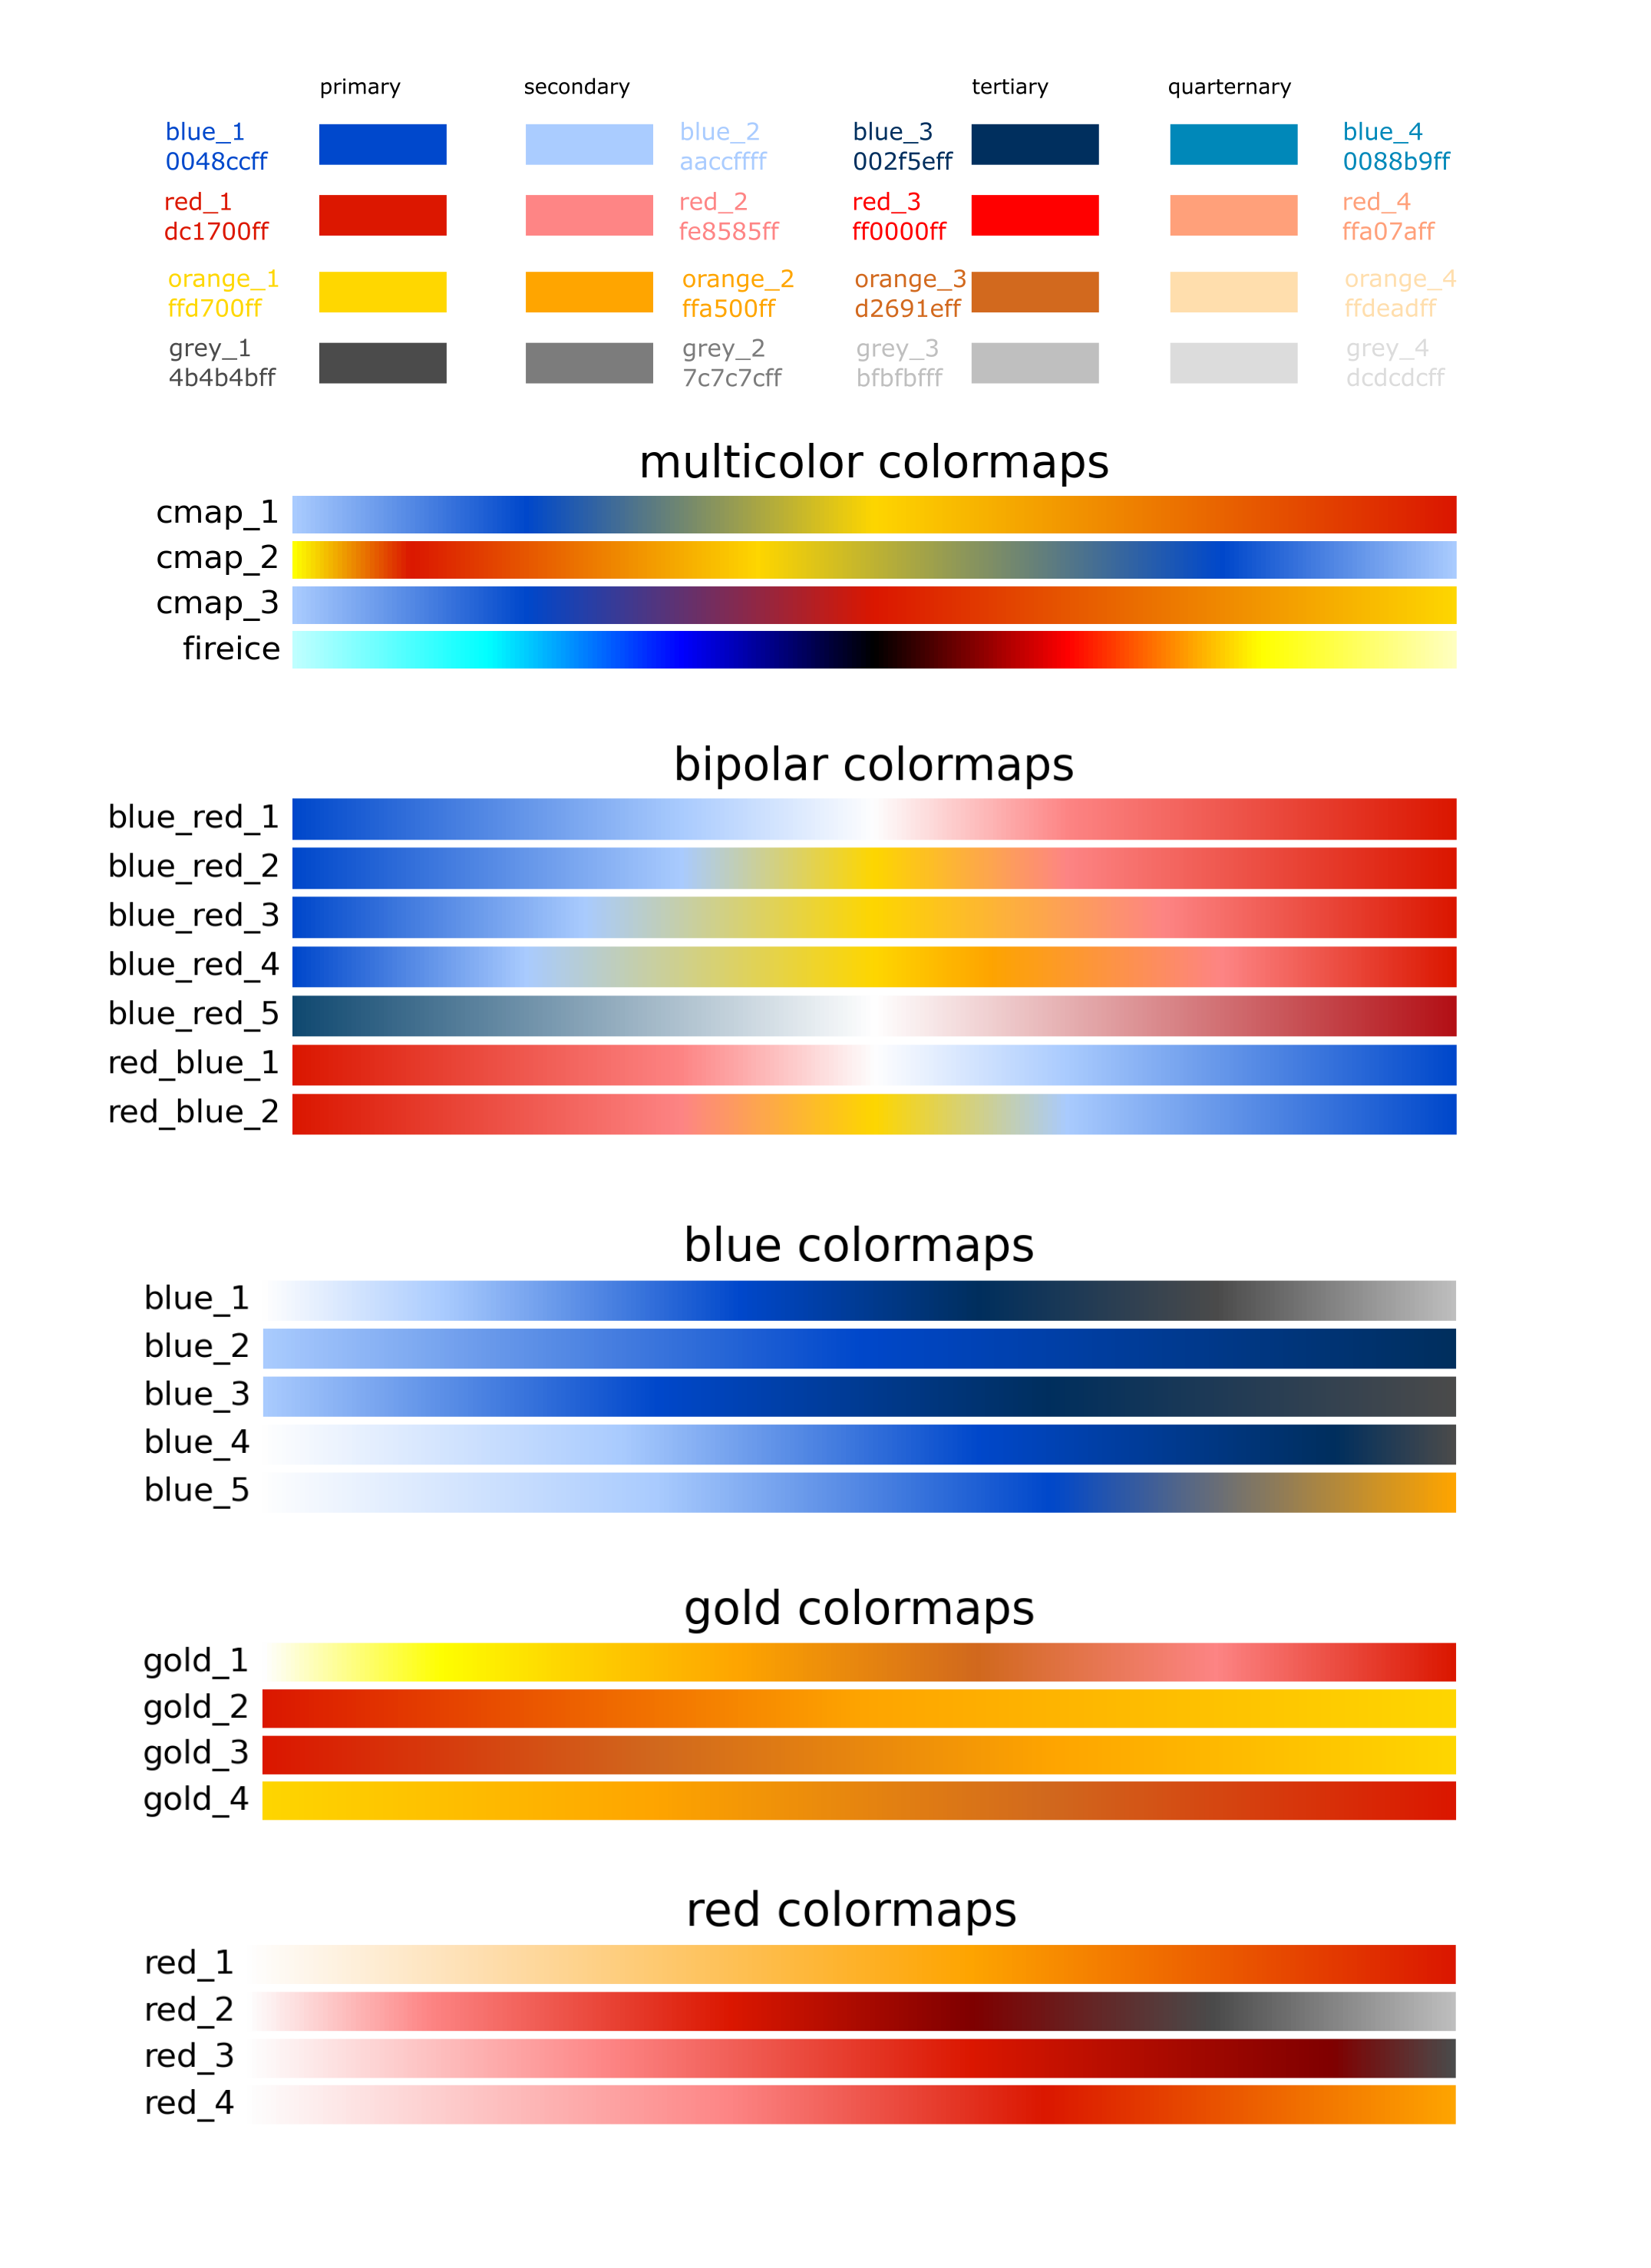 primary secondary tertiary quarternary
blue_1 blue_2 blue_3 blue_4
0048ccff aaccffff 002f5eff 0088b9ff
red_1 red_2 red_3 red_4
dc1700ff fe8585ff ff0000ff ffa07aff
orange_1 orange_2 orange_3 orange_4
ffd700ff ffa500ff d2691eff ffdeadff
grey_1 grey_2 grey_3 grey_4
4b4b4bff 7c7c7cff bfbfbfff dcdcdcff
multicolor colormaps
cmap_1
cmap_2
cmap_3
fireice
bipolar colormaps
blue_red_1
blue_red_2
blue_red_3
blue_red_4
blue_red_5
red_blue_1
red_blue_2
blue colormaps
blue_1
blue_2
blue_3
blue_4
blue_5
gold colormaps
gold_1
gold_2
gold_3
gold_4
red colormaps
red_1
red_2
red_3
red_4